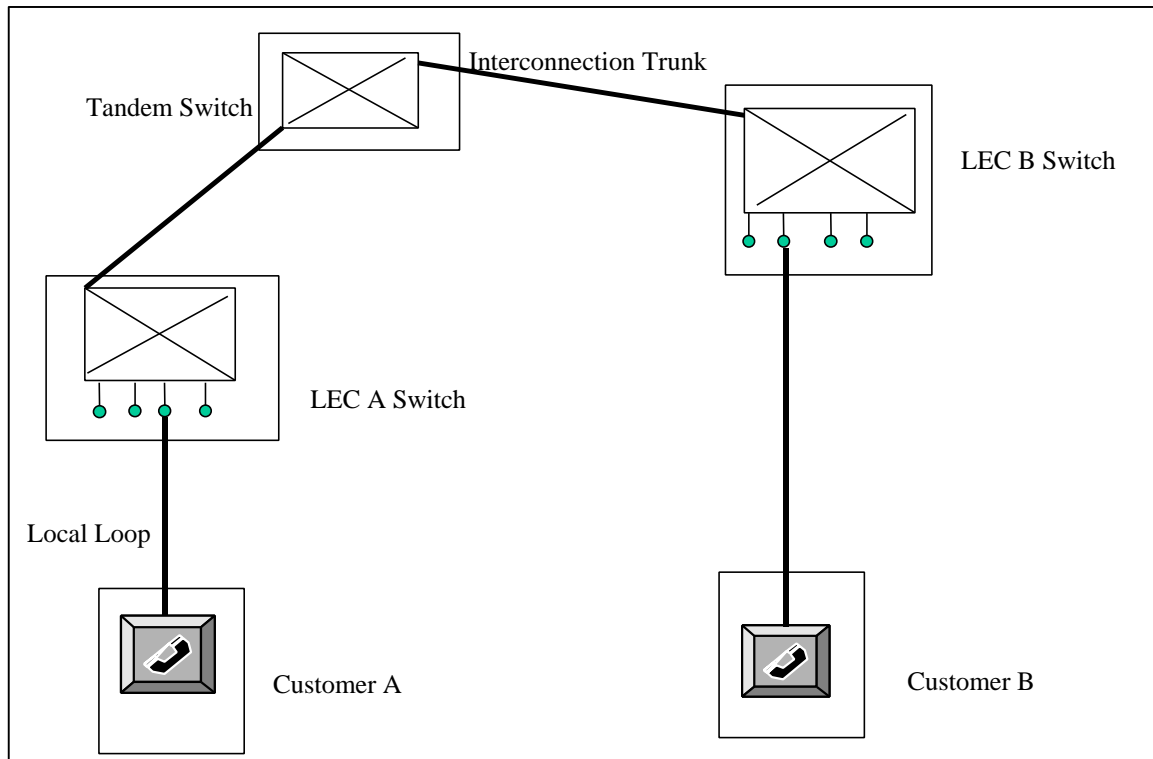 Interconnection Trunk
Tandem Switch
LEC B Switch
LEC A Switch
Local Loop
Customer A
Customer B